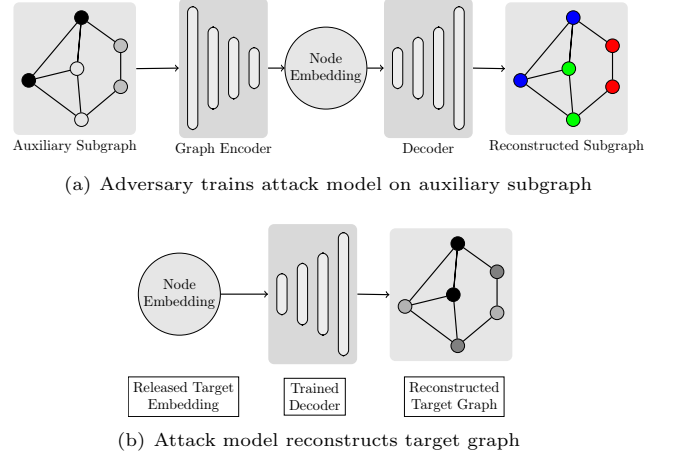 Node
Embedding
Auxiliary Subgraph
Graph Encoder
Decoder
Reconstructed Subgraph
(a) Adversary trains attack model on auxiliary subgraph
Node
Embedding
Released Target
Embedding
Trained
Decoder
Reconstructed
Target Graph
(b) Attack model reconstructs target graph